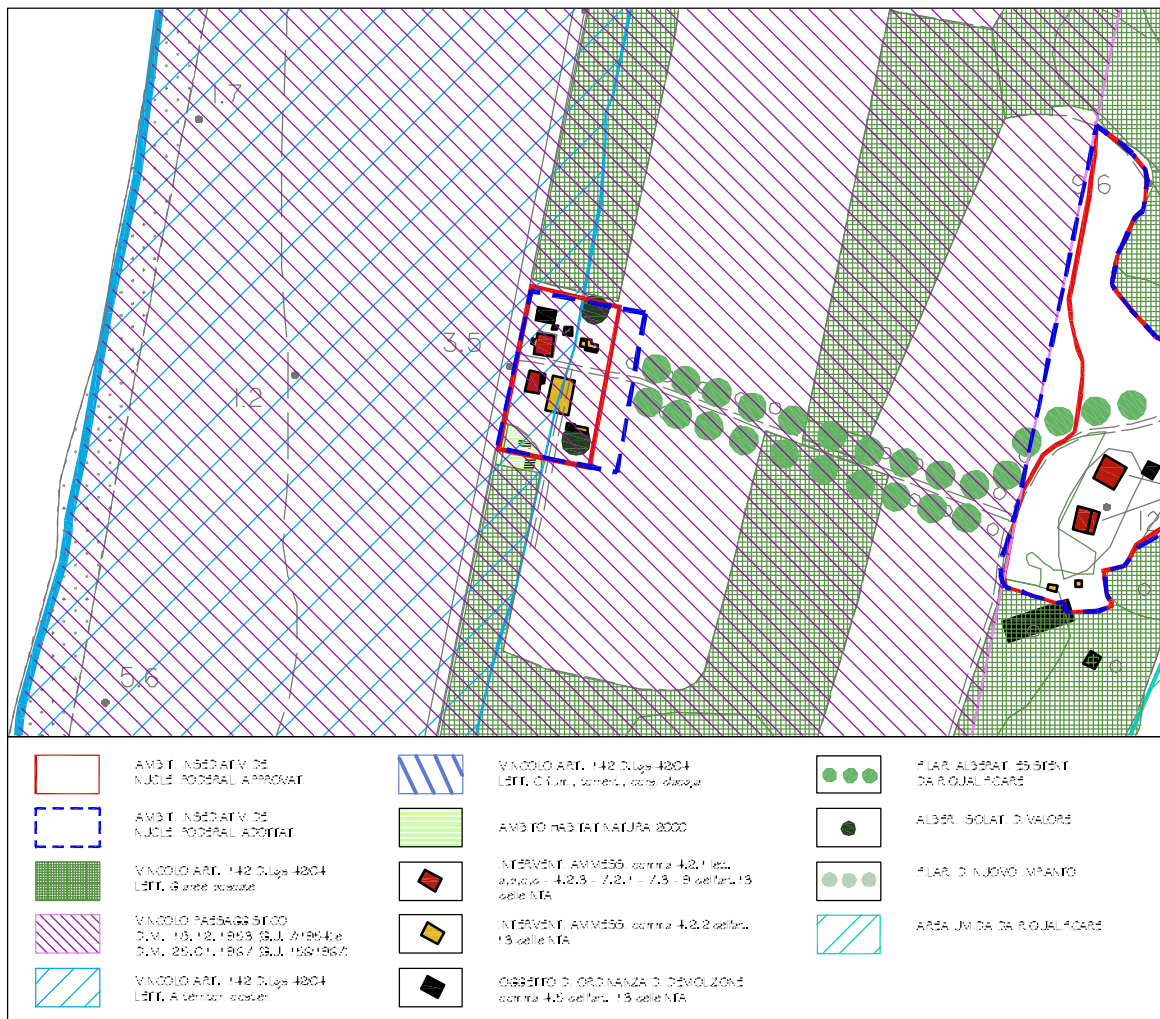 1.7
9 6
3.5
12
12
5.6
AMBITI INSEDIATIVI DEI
NUCLEI PODERALI APPROVATI
AMBITI INSEDIATIVI DEI
NUCLEI PODERALI ADOTTATI
VINCOLO ART. 142 D.Lgs 42/04
LETT. G aree boscate
VINCOLO PAESAGGISTICO
D.M. 15.12.1953 (G.U. 7/1954) e
D.M. 25.01.1967 (G.U. 156/1967)
VINCOLO ART. 142 D.Lgs 42/04
LETT. A territori costieri
VINCOLO ART. 142 D.Lgs 42/04
LETT. C fiumi, torrenti, corsi d'acqua
AMBITO HABITAT NATURA 2000
INTERVENTI AMMESSI comma 4.2.1 lett.
a,b,c,d - 4.2.3 - 7.2.1 - 7.3 - 9 dell'art. 13
delle NTA
INTERVENTI AMMESSI comma 4.2.2 dell'art.
13 delle NTA
OGGETTO DI ORDINANZA DI DEMOLIZIONE
comma 4.5 dell'art. 13 delle NTA
FILARI ALBERATI ESISTENTI
DA RIQUALIFICARE
ALBERI ISOLATI DI VALORE
FILARI DI NUOVO IMPIANTO
AREA UMIDA DA RIQUALIFICARE